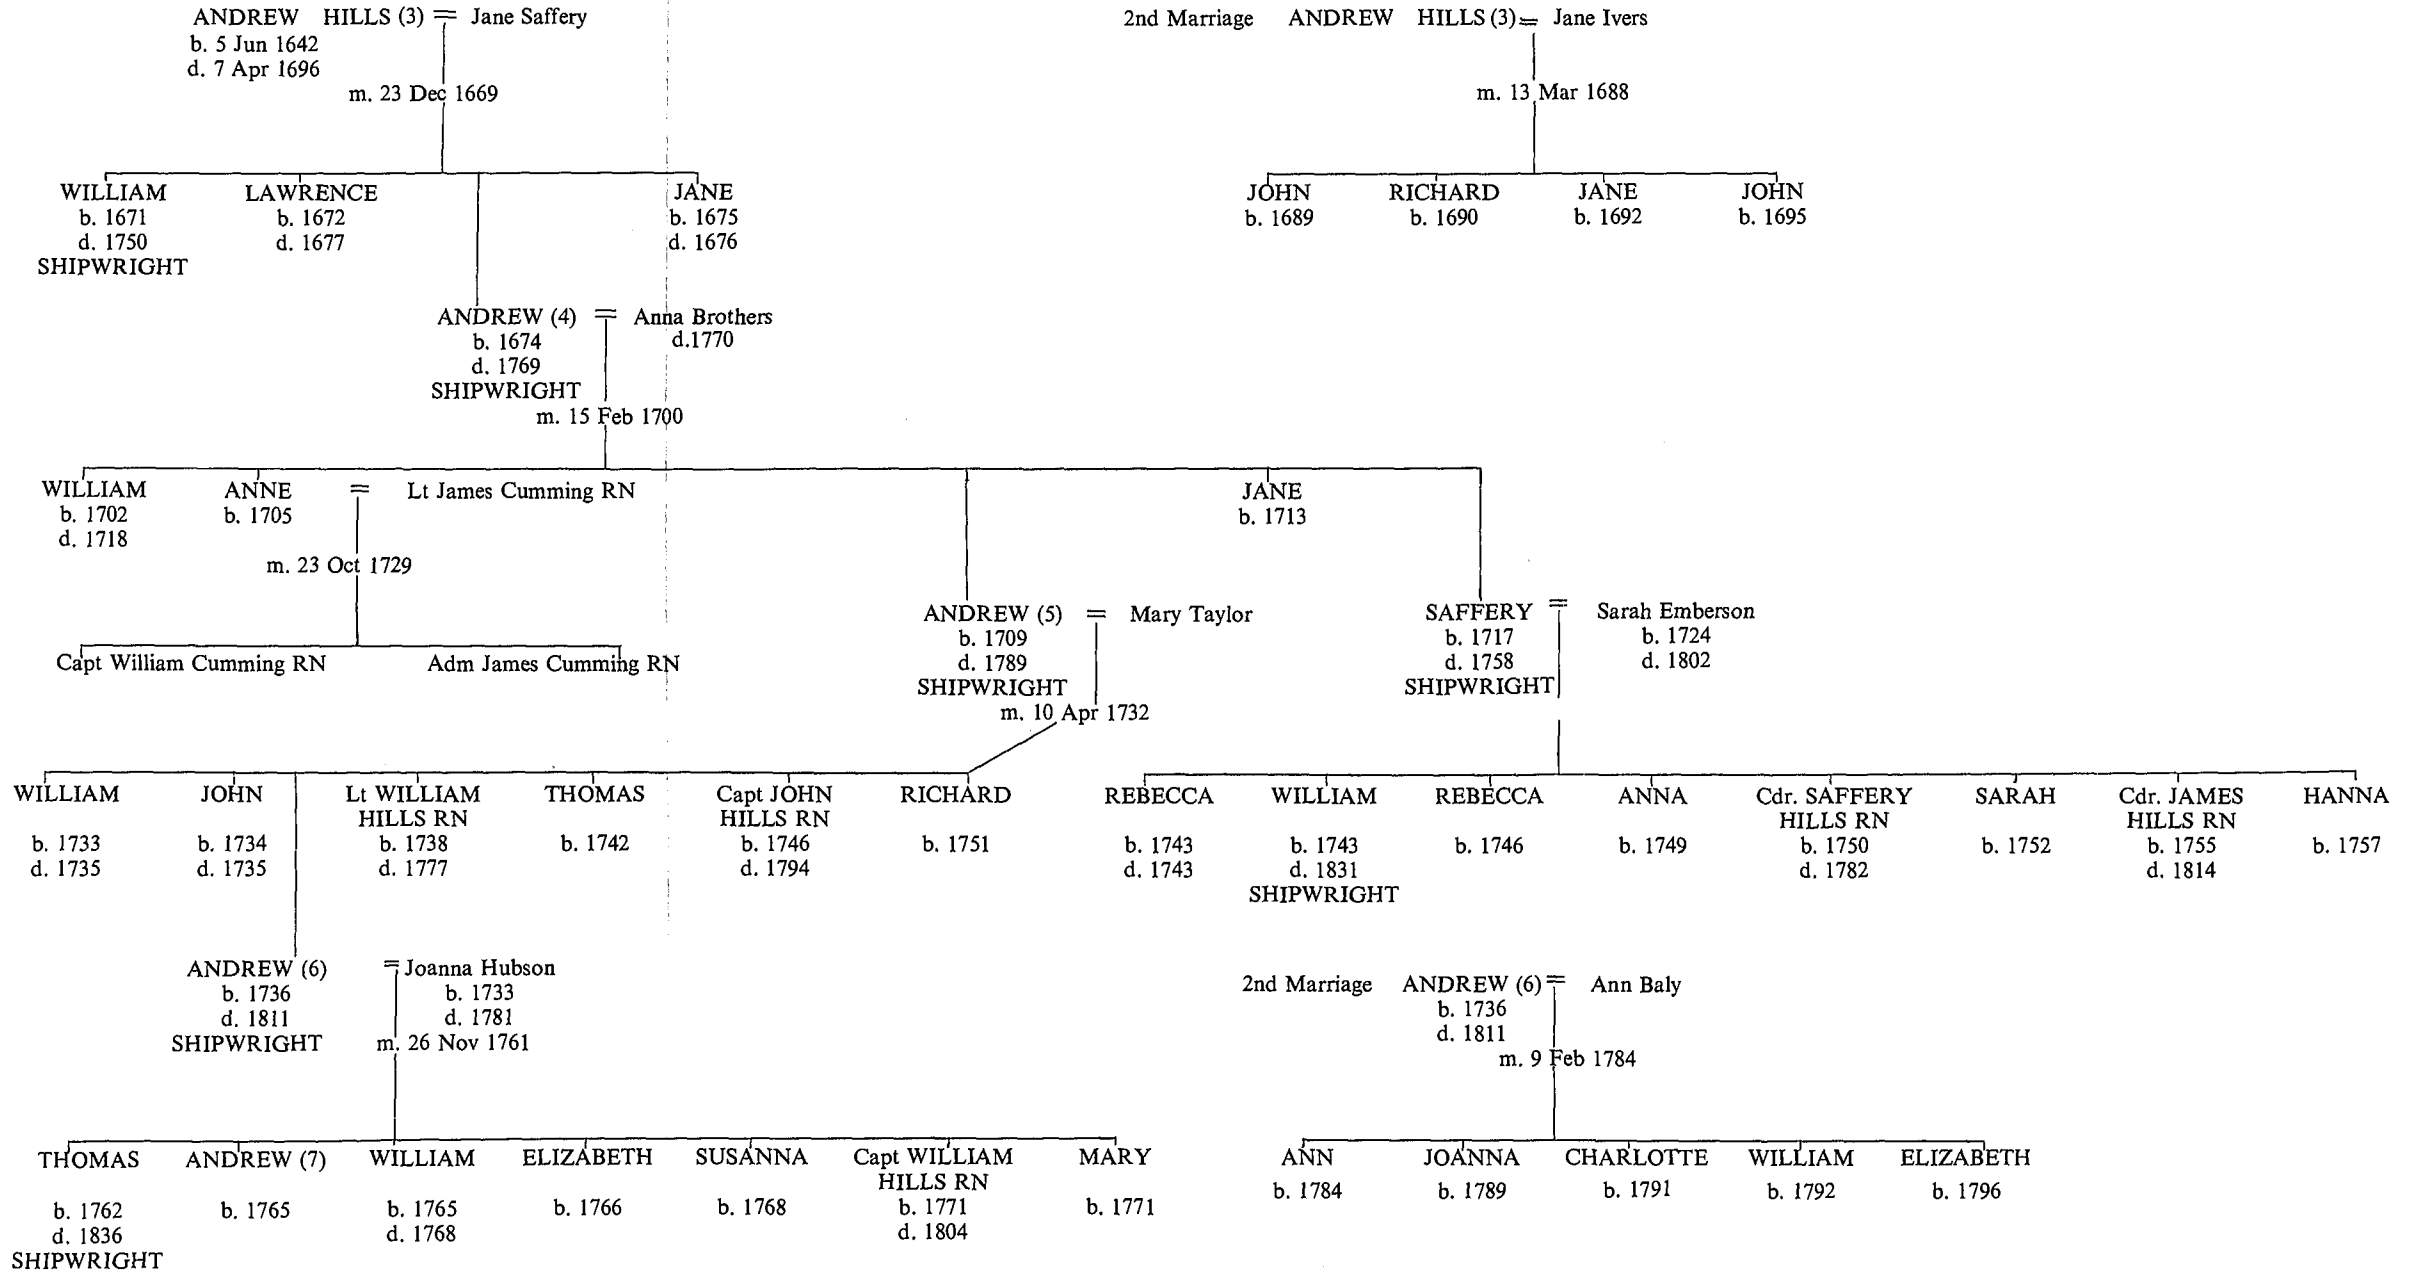 ANDREW HILLS (3) = Jane Saffery
b. 5 Jun 1642
d. 7 Apr 1696
m. 23 Dec 1669
2nd Marriage ANDREW HILLS (3) = Jane Ivers
m. 13 Mar 1688
WILLIAM
b. 1671
d. 1750
SHIPWRIGHT
LAWRENCE
b. 1672
d. 1677
JANE
b. 1675
d. 1676
JOHN
b. 1689
RICHARD
b. 1690
JANE
b. 1692
JOHN
b. 1695
ANDREW (4) = Anna Brothers
b. 1674
d. 1769
SHIPWRIGHT
d.1770
m. 15 Feb 1700
WILLIAM
b. 1702
d. 1718
ANNE = Lt James Cumming RN
b. 1705
m. 23 Oct 1729
JANE
b. 1713
Capt William Cumming RN
Adm James Cumming RN
ANDREW (5) = Mary Taylor
b. 1709
d. 1789
SHIPWRIGHT
m. 10 Apr 1732
SAFFERY = Sarah Emberson
b. 1717
d. 1758
SHIPWRIGHT
b. 1724
d. 1802
WILLIAM
b. 1733
d. 1735
JOHN
b. 1734
d. 1735
Lt WILLIAM
HILLS RN
b. 1738
d. 1777
THOMAS
b. 1742
Capt JOHN
HILLS RN
b. 1746
d. 1794
RICHARD
b. 1751
REBECCA
b. 1743
d. 1743
WILLIAM
b. 1743
d. 1831
SHIPWRIGHT
REBECCA
b. 1746
ANNA
b. 1749
Cdr. SAFFERY
HILLS RN
b. 1750
d. 1782
SARAH
b. 1752
Cdr. JAMES
HILLS RN
b. 1755
d. 1814
HANNA
b. 1757
ANDREW (6) = Joanna Hubson
b. 1736
d. 1811
SHIPWRIGHT
b. 1733
d. 1781
m. 26 Nov 1761
2nd Marriage ANDREW (6) = Ann Baly
b. 1736
d. 1811
m. 9 Feb 1784
THOMAS
b. 1762
d. 1836
SHIPWRIGHT
ANDREW (7)
b. 1765
WILLIAM
b. 1765
d. 1768
ELIZABETH
b. 1766
SUSANNA
b. 1768
Capt WILLIAM
HILLS RN
b. 1771
d. 1804
MARY
b. 1771
ANN
b. 1784
JOANNA
b. 1789
CHARLOTTE
b. 1791
WILLIAM
b. 1792
ELIZABETH
b. 1796